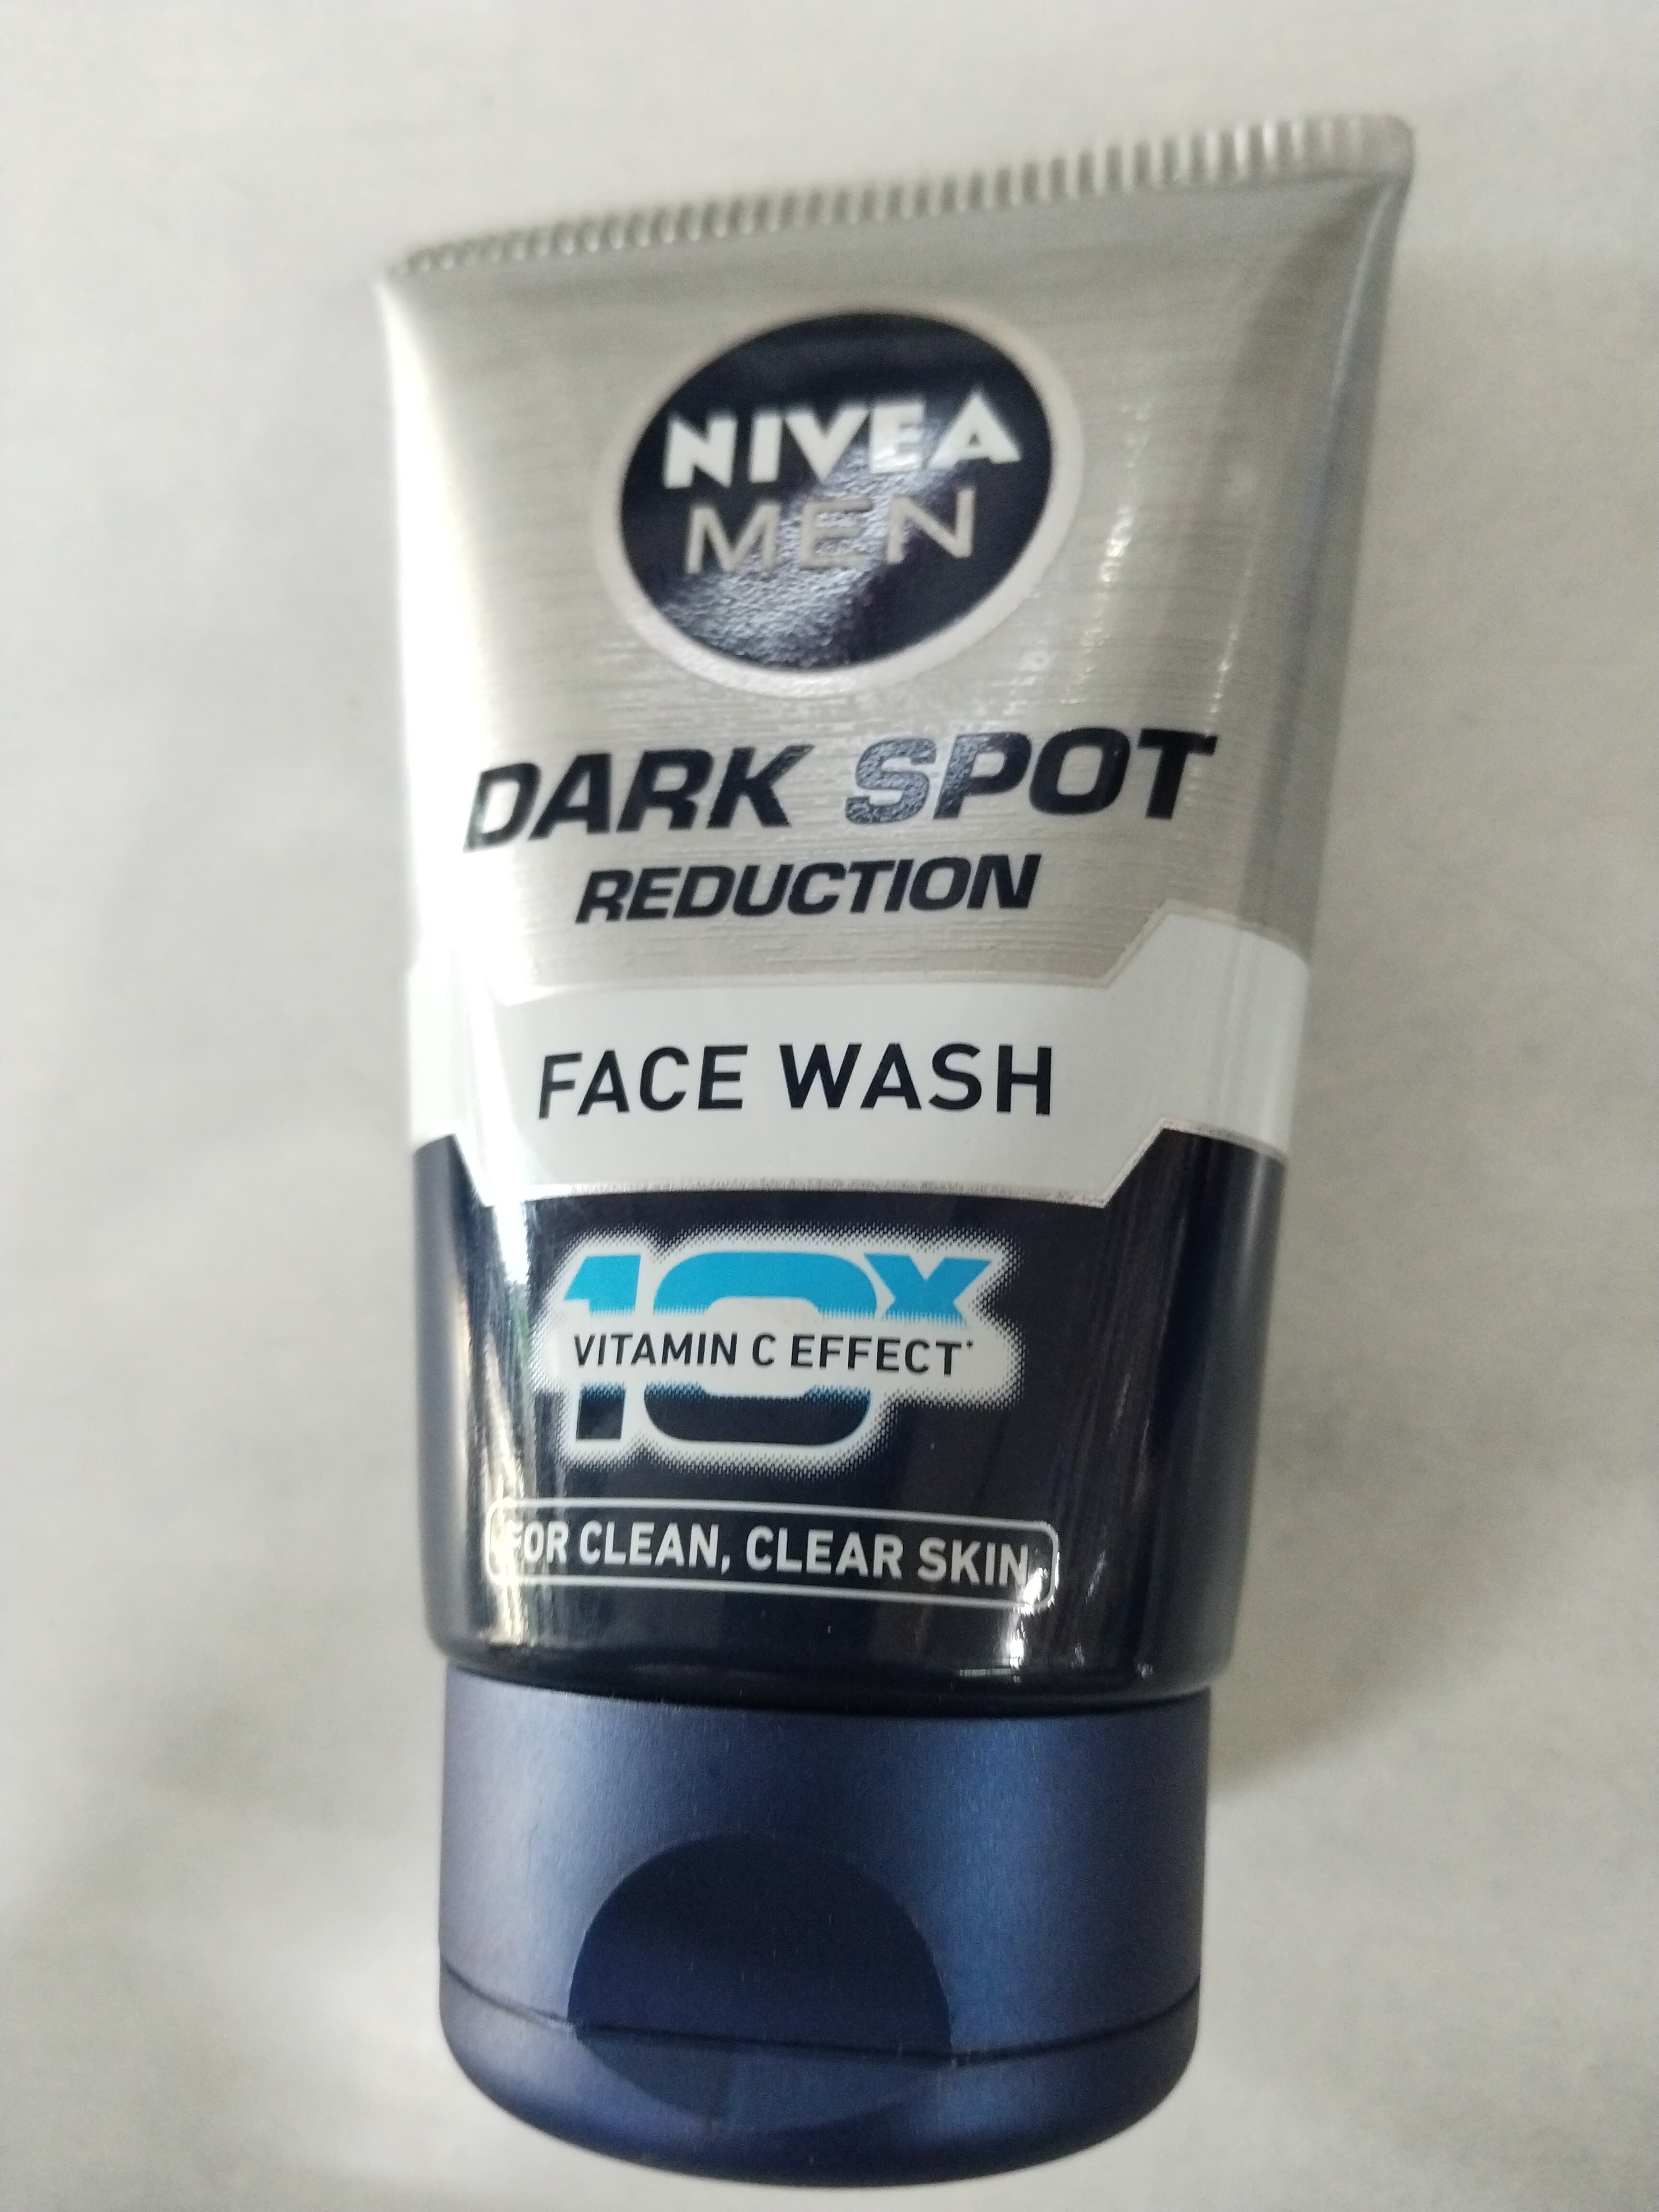 NIVEA
MEN
DARK SPOT
REDUCTION
FACE WASH
10X
VITAMIN C EFFECT*
FOR CLEAN, CLEAR SKIN